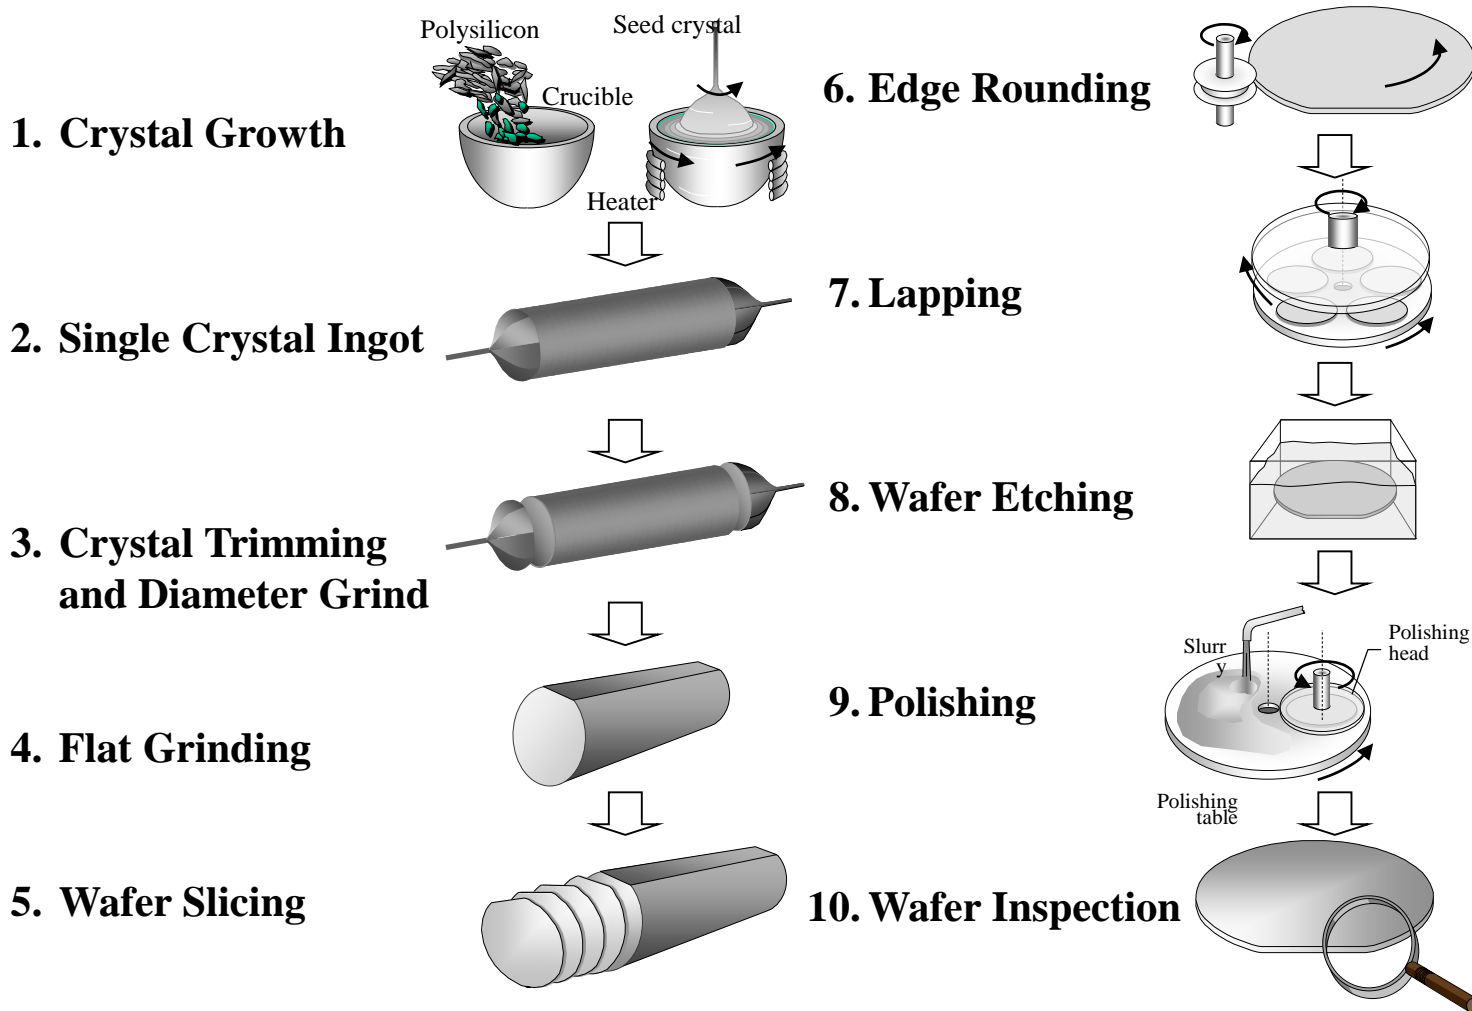 Polysilicon
Seed crystal
Crucible
1. Crystal Growth
Heater
2. Single Crystal Ingot
3. Crystal Trimming
and Diameter Grind
4. Flat Grinding
5. Wafer Slicing
6. Edge Rounding
7. Lapping
8. Wafer Etching
Slurr
y
Polishing
head
9. Polishing
Polishing
table
10. Wafer Inspection